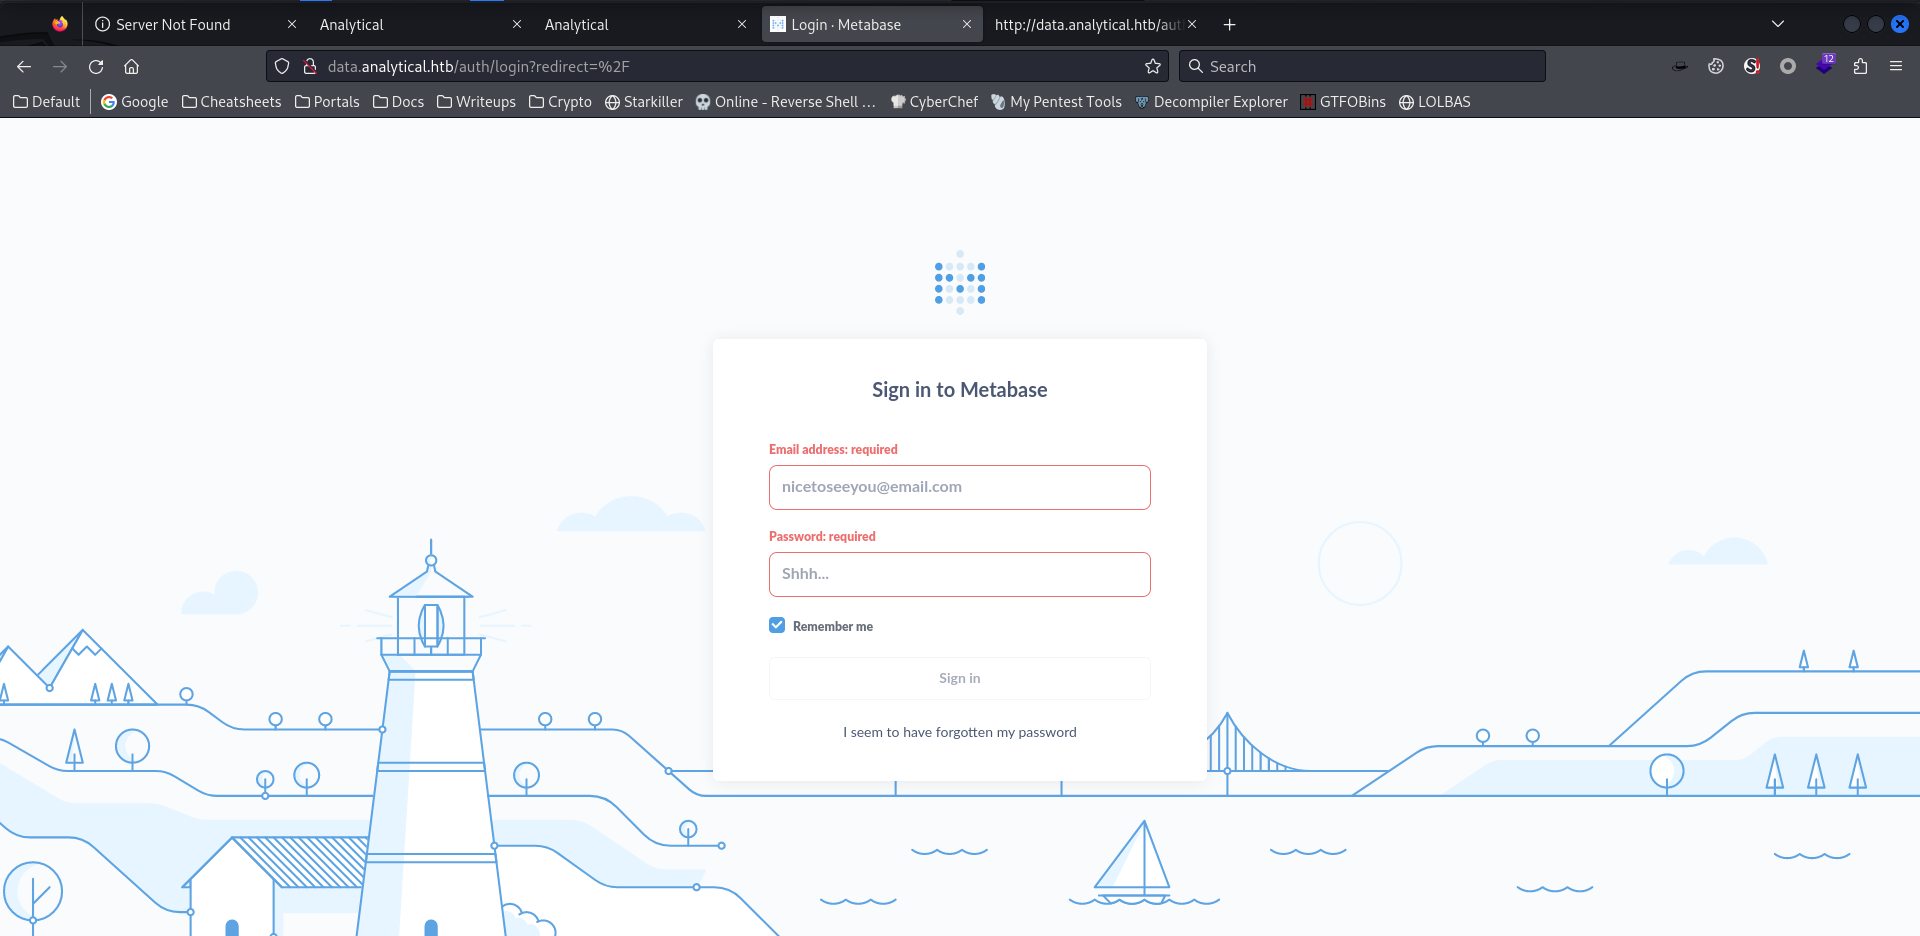 Server Not Found
Analytical
Analytical
Login · Metabase
http://data.analytical.htb/aut
data.analytical.htb/auth/login?redirect=%2F
Search
12
Default
Google
Cheatsheets
Portals
Docs
Writeups
Crypto
Starkiller
Online - Reverse Shell ...
CyberChef
My Pentest Tools
Decompiler Explorer
GTFOBins
LOLBAS
Sign in to Metabase
Email address: required
nicetoseeyou@email.com
Password: required
Shhh...
Remember me
Sign in
I seem to have forgotten my password